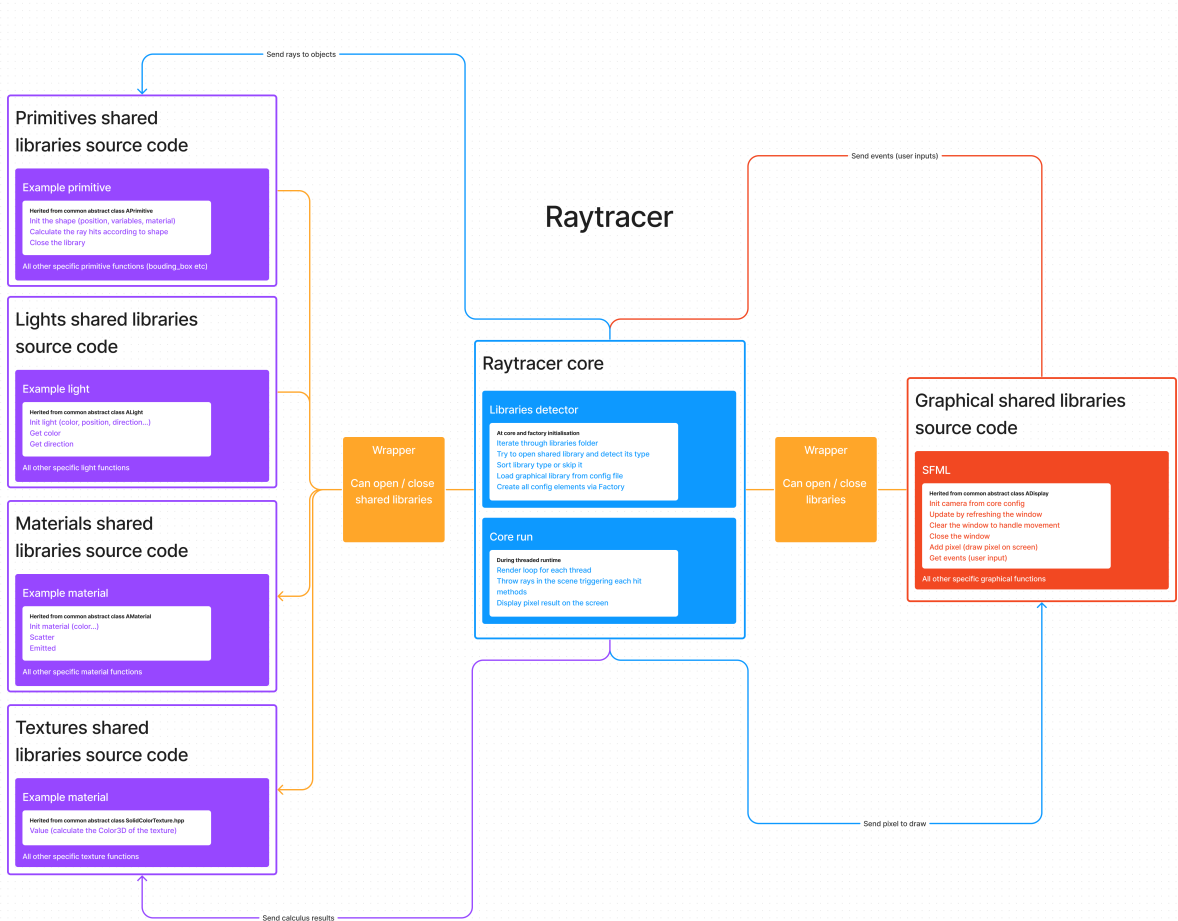 Send rays to objects
Primitives shared
libraries source code
Example primitive
Herited from common abstract class APrimitive
Init the shape (position, variables, material)
Calculate the ray hits according to shape
Close the library
All other specific primitive functions (bouding_box etc)
Lights shared libraries
source code
Example light
Herited from common abstract class ALight
Init light (color, position, direction...)
Get color
Get direction
All other specific light functions
Materials shared
libraries source code
Example material
Herited from common abstract class AMaterial
Init material (color...)
Scatter
Emitted
All other specific material functions
Textures shared
libraries source code
Example material
Herited from common abstract class SolidColorTexture.hpp
Value (calculate the Color3D of the texture)
All other specific texture functions
Send calculus results
Wrapper
Can open / close
shared libraries
Raytracer
Raytracer core
Libraries detector
At core and factory initialisation
Iterate through libraries folder
Try to open shared library and detect its type
Sort library type or skip it
Load graphical library from config file
Create all config elements via Factory
Core run
During threaded runtime
Render loop for each thread
Throw rays in the scene triggering each hit
methods
Display pixel result on the screen
Wrapper
Can open / close
libraries
Send events (user inputs)
Graphical shared libraries
source code
SFML
Herited from common abstract class ADisplay
Init camera from core config
Update by refreshing the window
Clear the window to handle movement
Close the window
Add pixel (draw pixel on screen)
Get events (user input)
All other specific graphical functions
Send pixel to draw